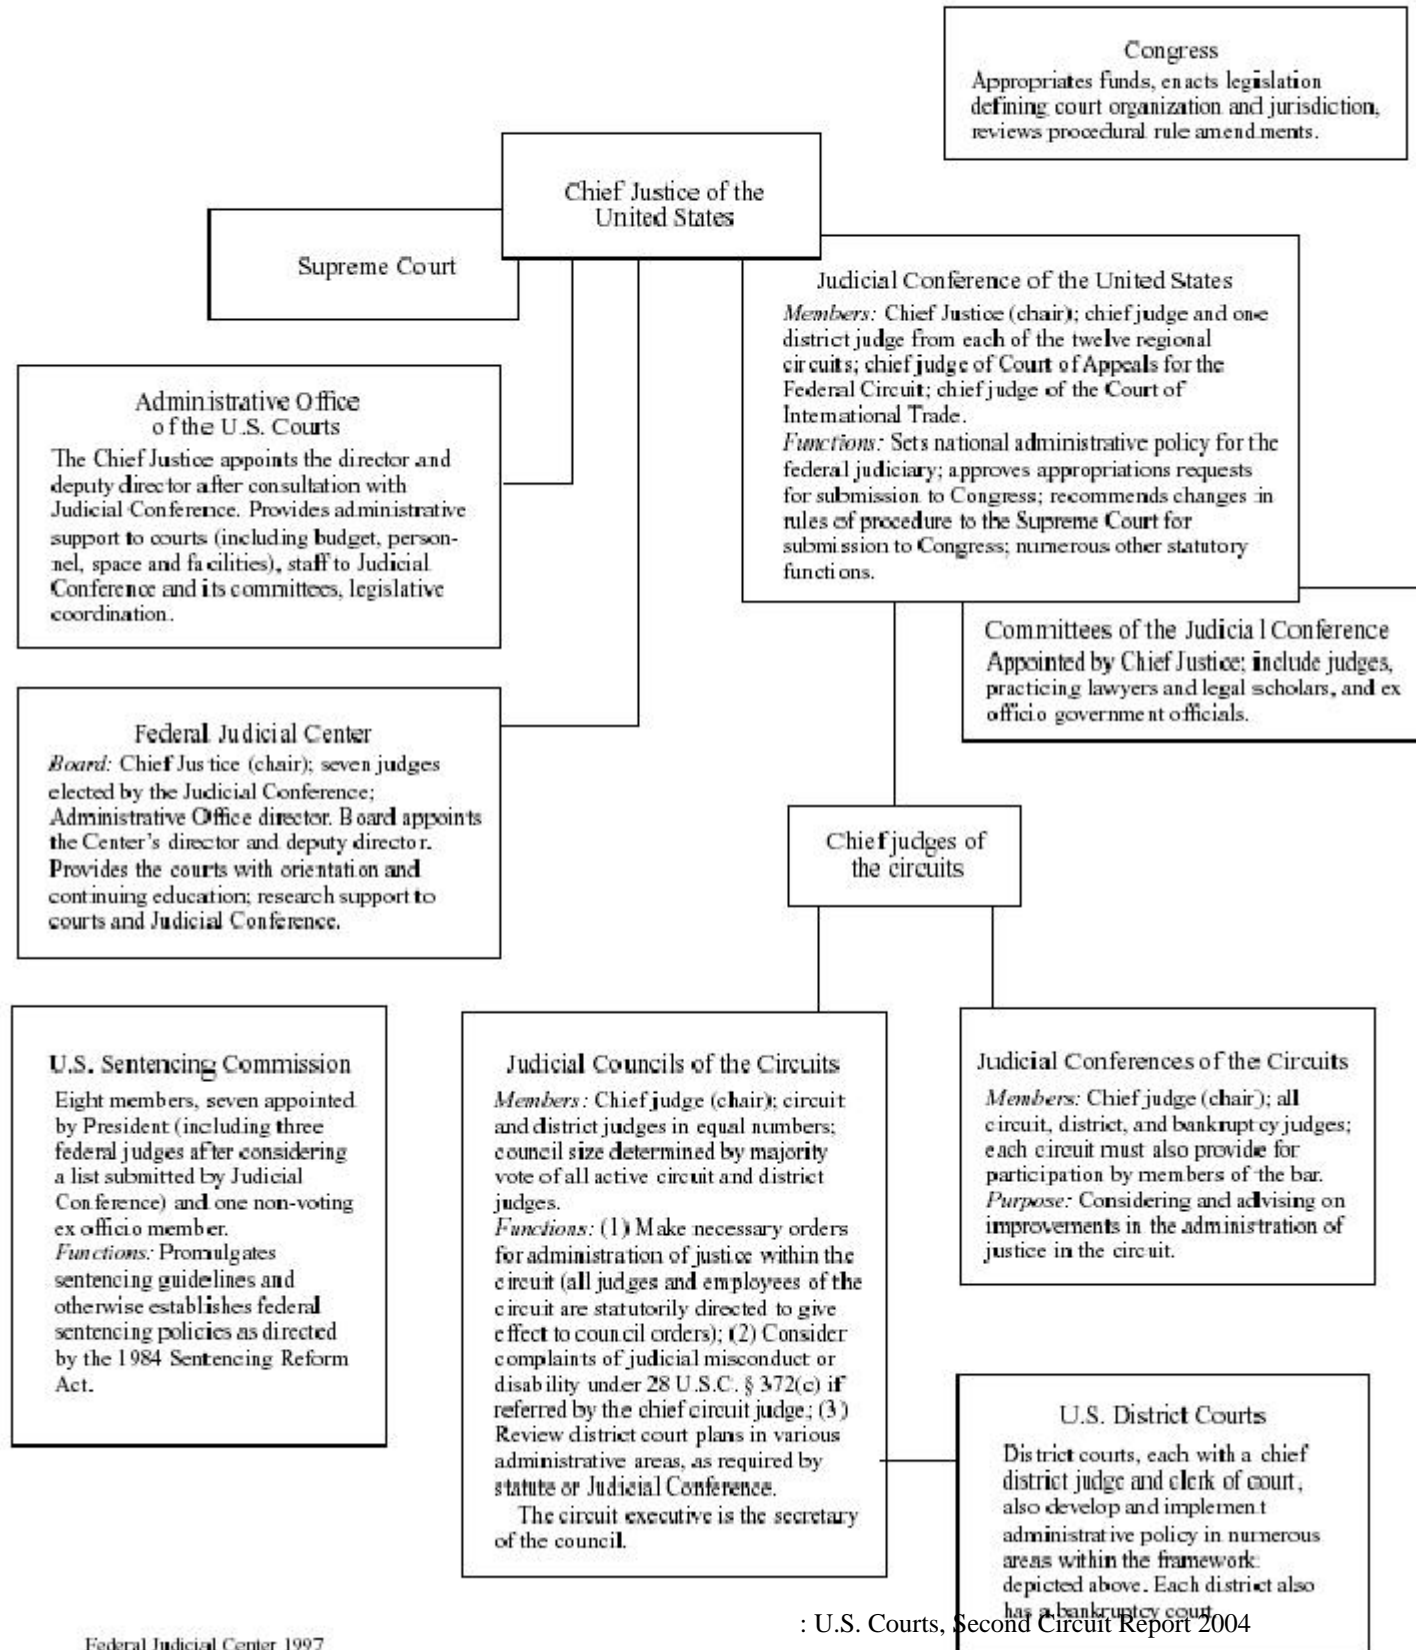 Congress
Appropriates funds, enacts legislation
defining court organization and jurisdiction,
reviews procedural rule amendments.
Chief Justice of the
United States
Supreme Court
Judicial Conference of the United States
Members: Chief Justice (chair); chief judge and one
district judge from each of the twelve regional
circuits; chief judge of Court of Appeals for the
Federal Circuit; chief judge of the Court of
International Trade.
Functions: Sets national administrative policy for the
federal judiciary; approves appropriations requests
for submission to Congress; recommends changes in
rules of procedure to the Supreme Court for
submission to Congress; numerous other statutory
functions.
Administrative Office
of the U.S. Courts
The Chief Justice appoints the director and
deputy director after consultation with
Judicial Conference. Provides administrative
support to courts (including budget, person-
nel, space and facilities), staff to Judicial
Conference and its committees, legislative
coordination.
Committees of the Judicial Conference
Appointed by Chief Justice; include judges,
practicing lawyers and legal scholars, and ex
officio government officials.
Federal Judicial Center
Board: Chief Justice (chair); seven judges
elected by the Judicial Conference;
Administrative Office director. Board appoints
the Center's director and deputy director.
Provides the courts with orientation and
continuing education; research support to
courts and Judicial Conference.
Chief judges of
the circuits
U.S. Sentencing Commission
Eight members, seven appointed
by President (including three
federal judges after considering
a list submitted by Judicial
Conference) and one non-voting
ex officio member.
Functions: Promulgates
sentencing guidelines and
otherwise establishes federal
sentencing policies as directed
by the 1984 Sentencing Reform
Act.
Judicial Councils of the Circuits
Members: Chief judge (chair); circuit
and district judges in equal numbers;
council size determined by majority
vote of all active circuit and district
judges.
Functions: (1) Make necessary orders
for administration of justice within the
circuit (all judges and employees of the
circuit are statutorily directed to give
effect to council orders); (2) Consider
complaints of judicial misconduct or
disability under 28 U.S.C. § 372(c) if
referred by the chief circuit judge; (3)
Review district court plans in various
administrative areas, as required by
statute or Judicial Conference.
The circuit executive is the secretary
of the council.
Judicial Conferences of the Circuits
Members: Chief judge (chair); all
circuit, district, and bankruptcy judges;
each circuit must also provide for
participation by members of the bar.
Purpose: Considering and advising on
improvements in the administration of
justice in the circuit.
U.S. District Courts
District courts, each with a chief
district judge and clerk of court,
also develop and implement
administrative policy in numerous
areas within the framework
depicted above. Each district also
has a bankruptcy court
: U.S. Courts, Second Circuit Report 2004
Federal Judicial Center 1997